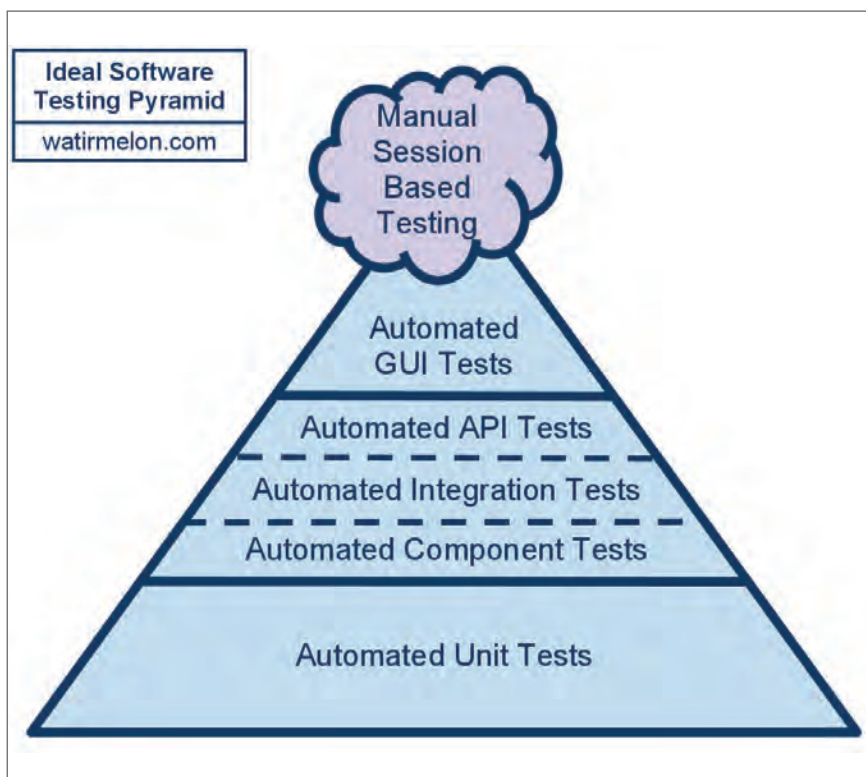 Ideal Software
Testing Pyramid
watirmelon.com
Manual
Session
Based
Testing
Automated
GUI Tests
Automated API Tests
Automated Integration Tests
Automated Component Tests
Automated Unit Tests